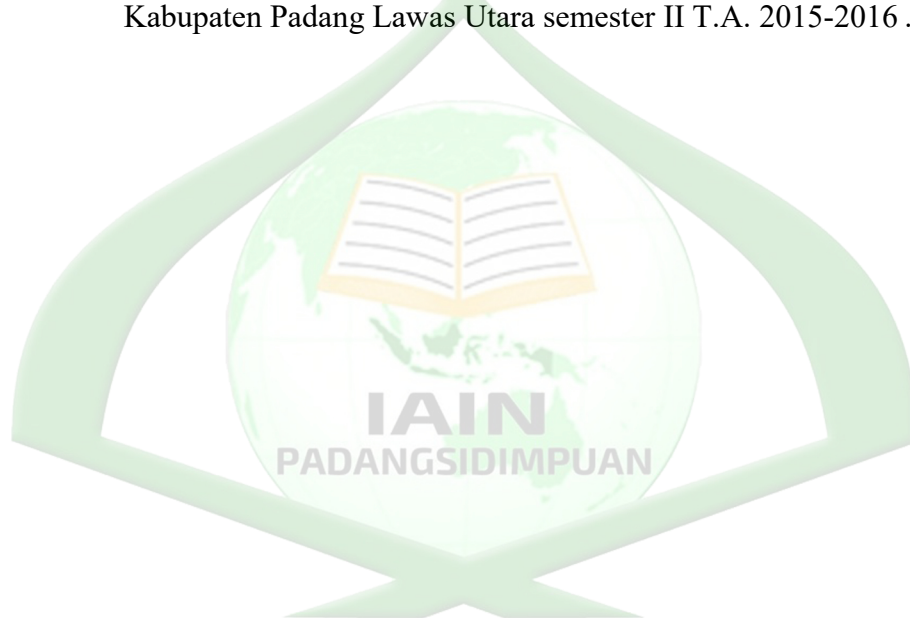 Kabupaten Padang Lawas Utara semester II T.A. 2015-2016 .
IAIN
PADANGSIDIMPUAN